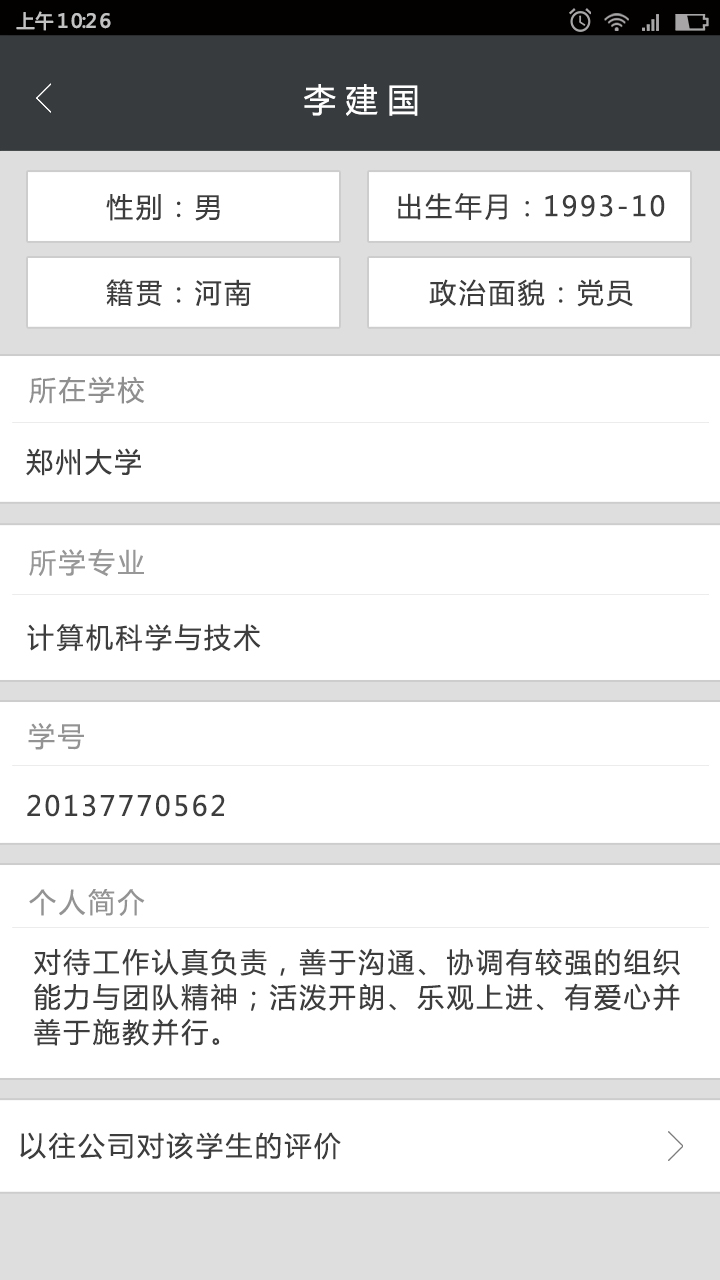 上午10:26
李建国
性别：男
出生年月：1993-10
籍贯：河南
政治面貌：党员
所在学校
郑州大学
所学专业
计算机科学与技术
学号
20137770562
个人简介
对待工作认真负责，善于沟通、协调有较强的组织
能力与团队精神；活泼开朗、乐观上进、有爱心并
善于施教并行。
以往公司对该学生的评价